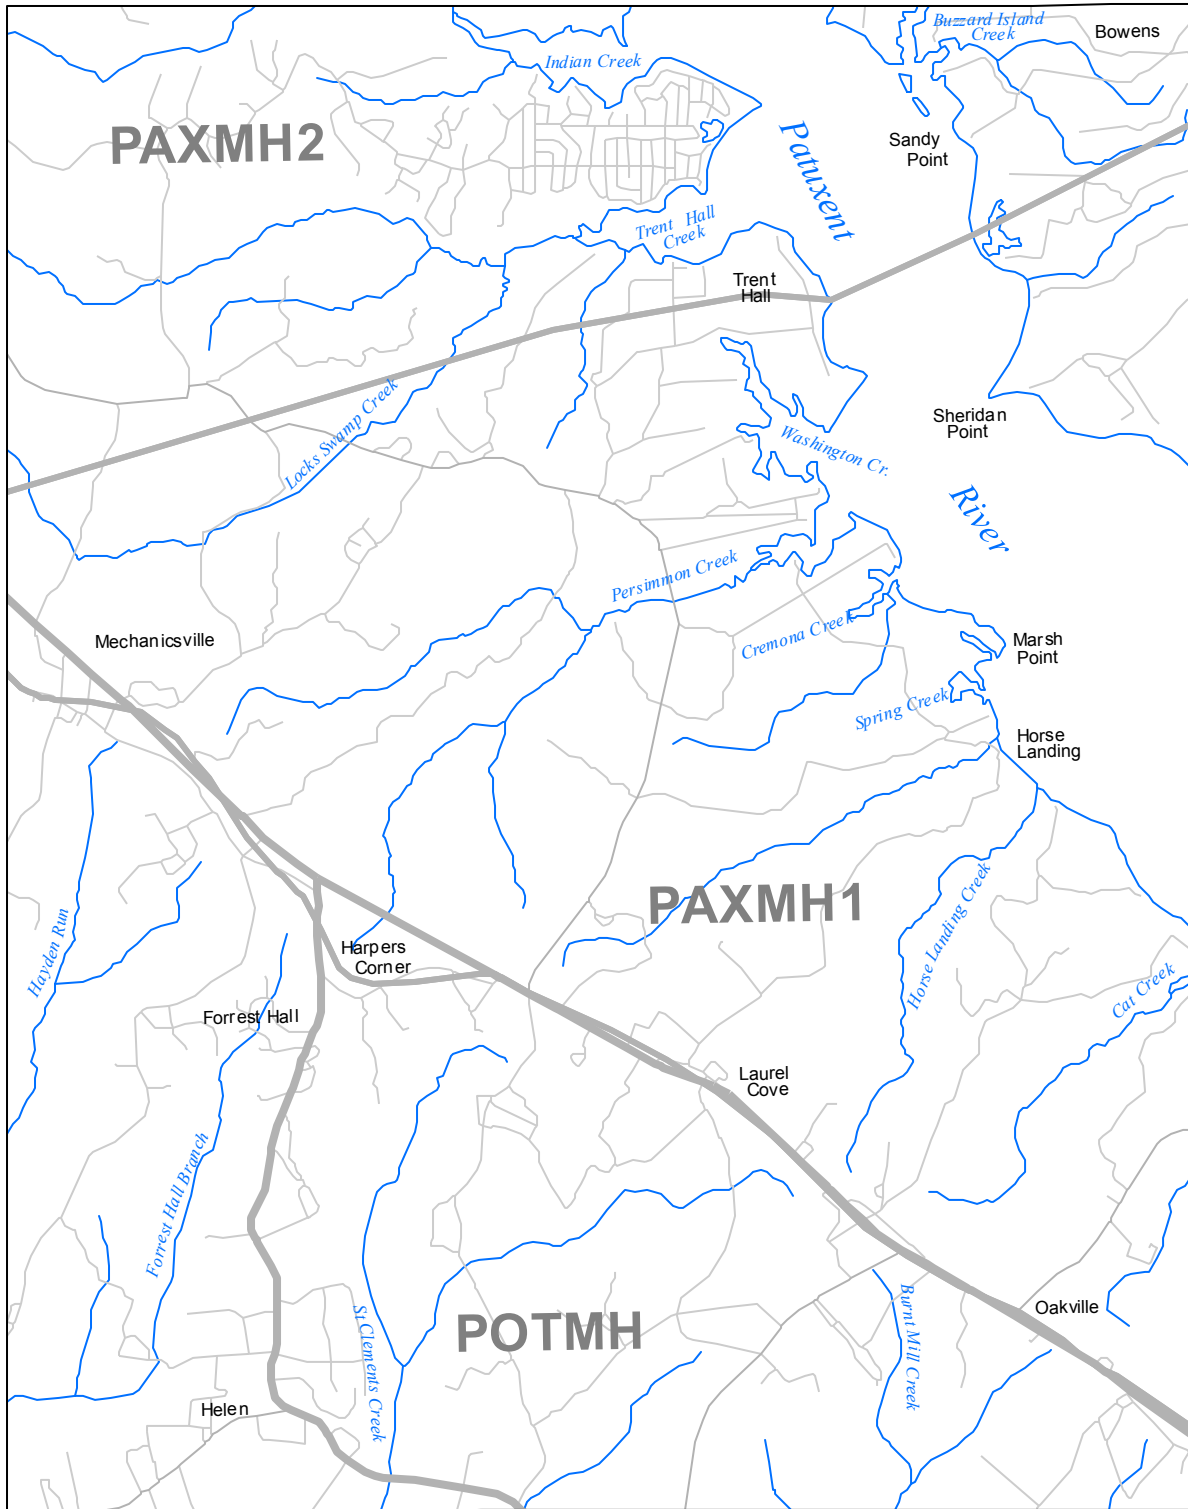 Buzzard Island
Creek
Bowens
Indian Creek
PAXMH2
Patuxent
Sandy
Point
Trent Hall
Creek
Trent
Hall
Locks Swamp Creek
Sheridan
Point
Washington Cr.
River
Persimmon Creek
Cremona Creek
Mechanicsville
Marsh
Point
Spring Creek
Horse
Landing
PAXMH1
Hayden Run
Harpers
Corner
Horse Landing Creek
Cat Creek
Forrest Hall
Laurel
Cove
Forrest Hall Branch
St Clements Creek
POTMH
Burnt Mill Creek
Oakville
Helen